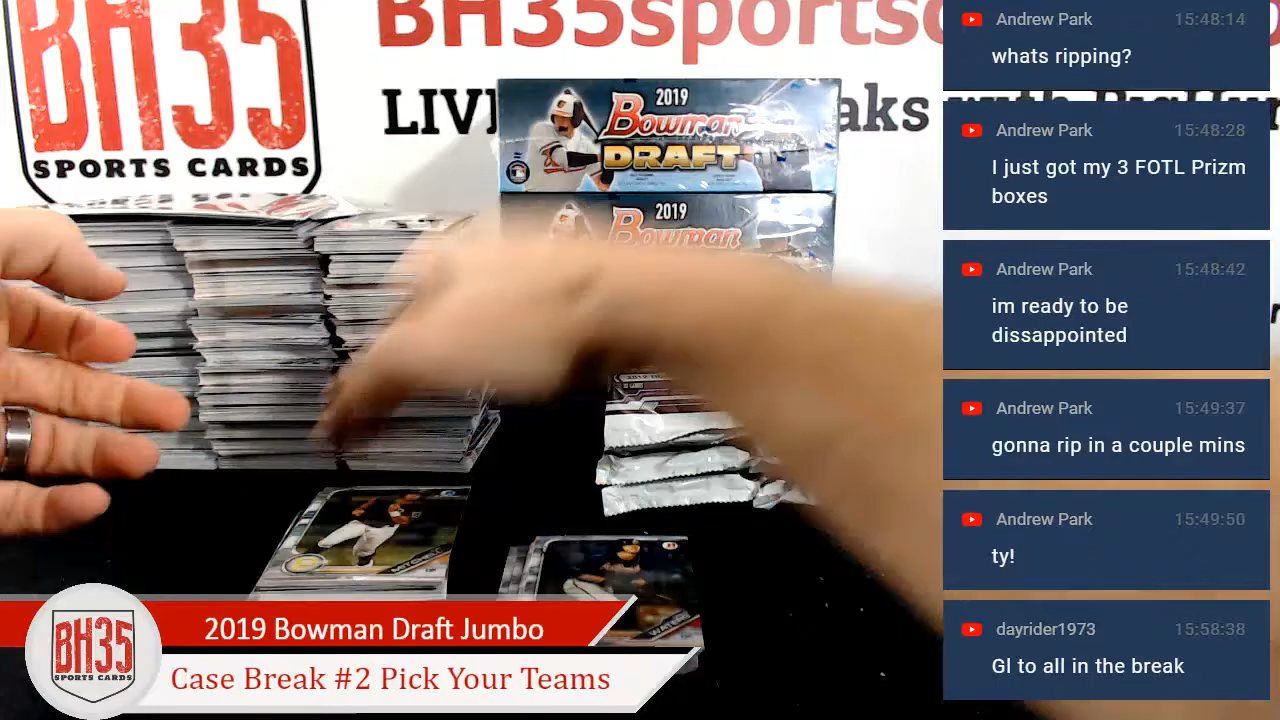 BH35
SPORTS CARDS
BH35sportsc
LIV
aks
2019
Bowman
DRAFT
2019
Bowman
MITCHELL
WATERS
BH35
SPORTS CARDS
2019 Bowman Draft Jumbo
Case Break #2 Pick Your Teams
Andrew Park 15:48:14
whats ripping?
Andrew Park 15:48:28
I just got my 3 FOTL Prizm
boxes
Andrew Park 15:48:42
im ready to be
dissappointed
Andrew Park 15:49:37
gonna rip in a couple mins
Andrew Park 15:49:50
ty!
dayrider1973 15:58:38
Gl to all in the break